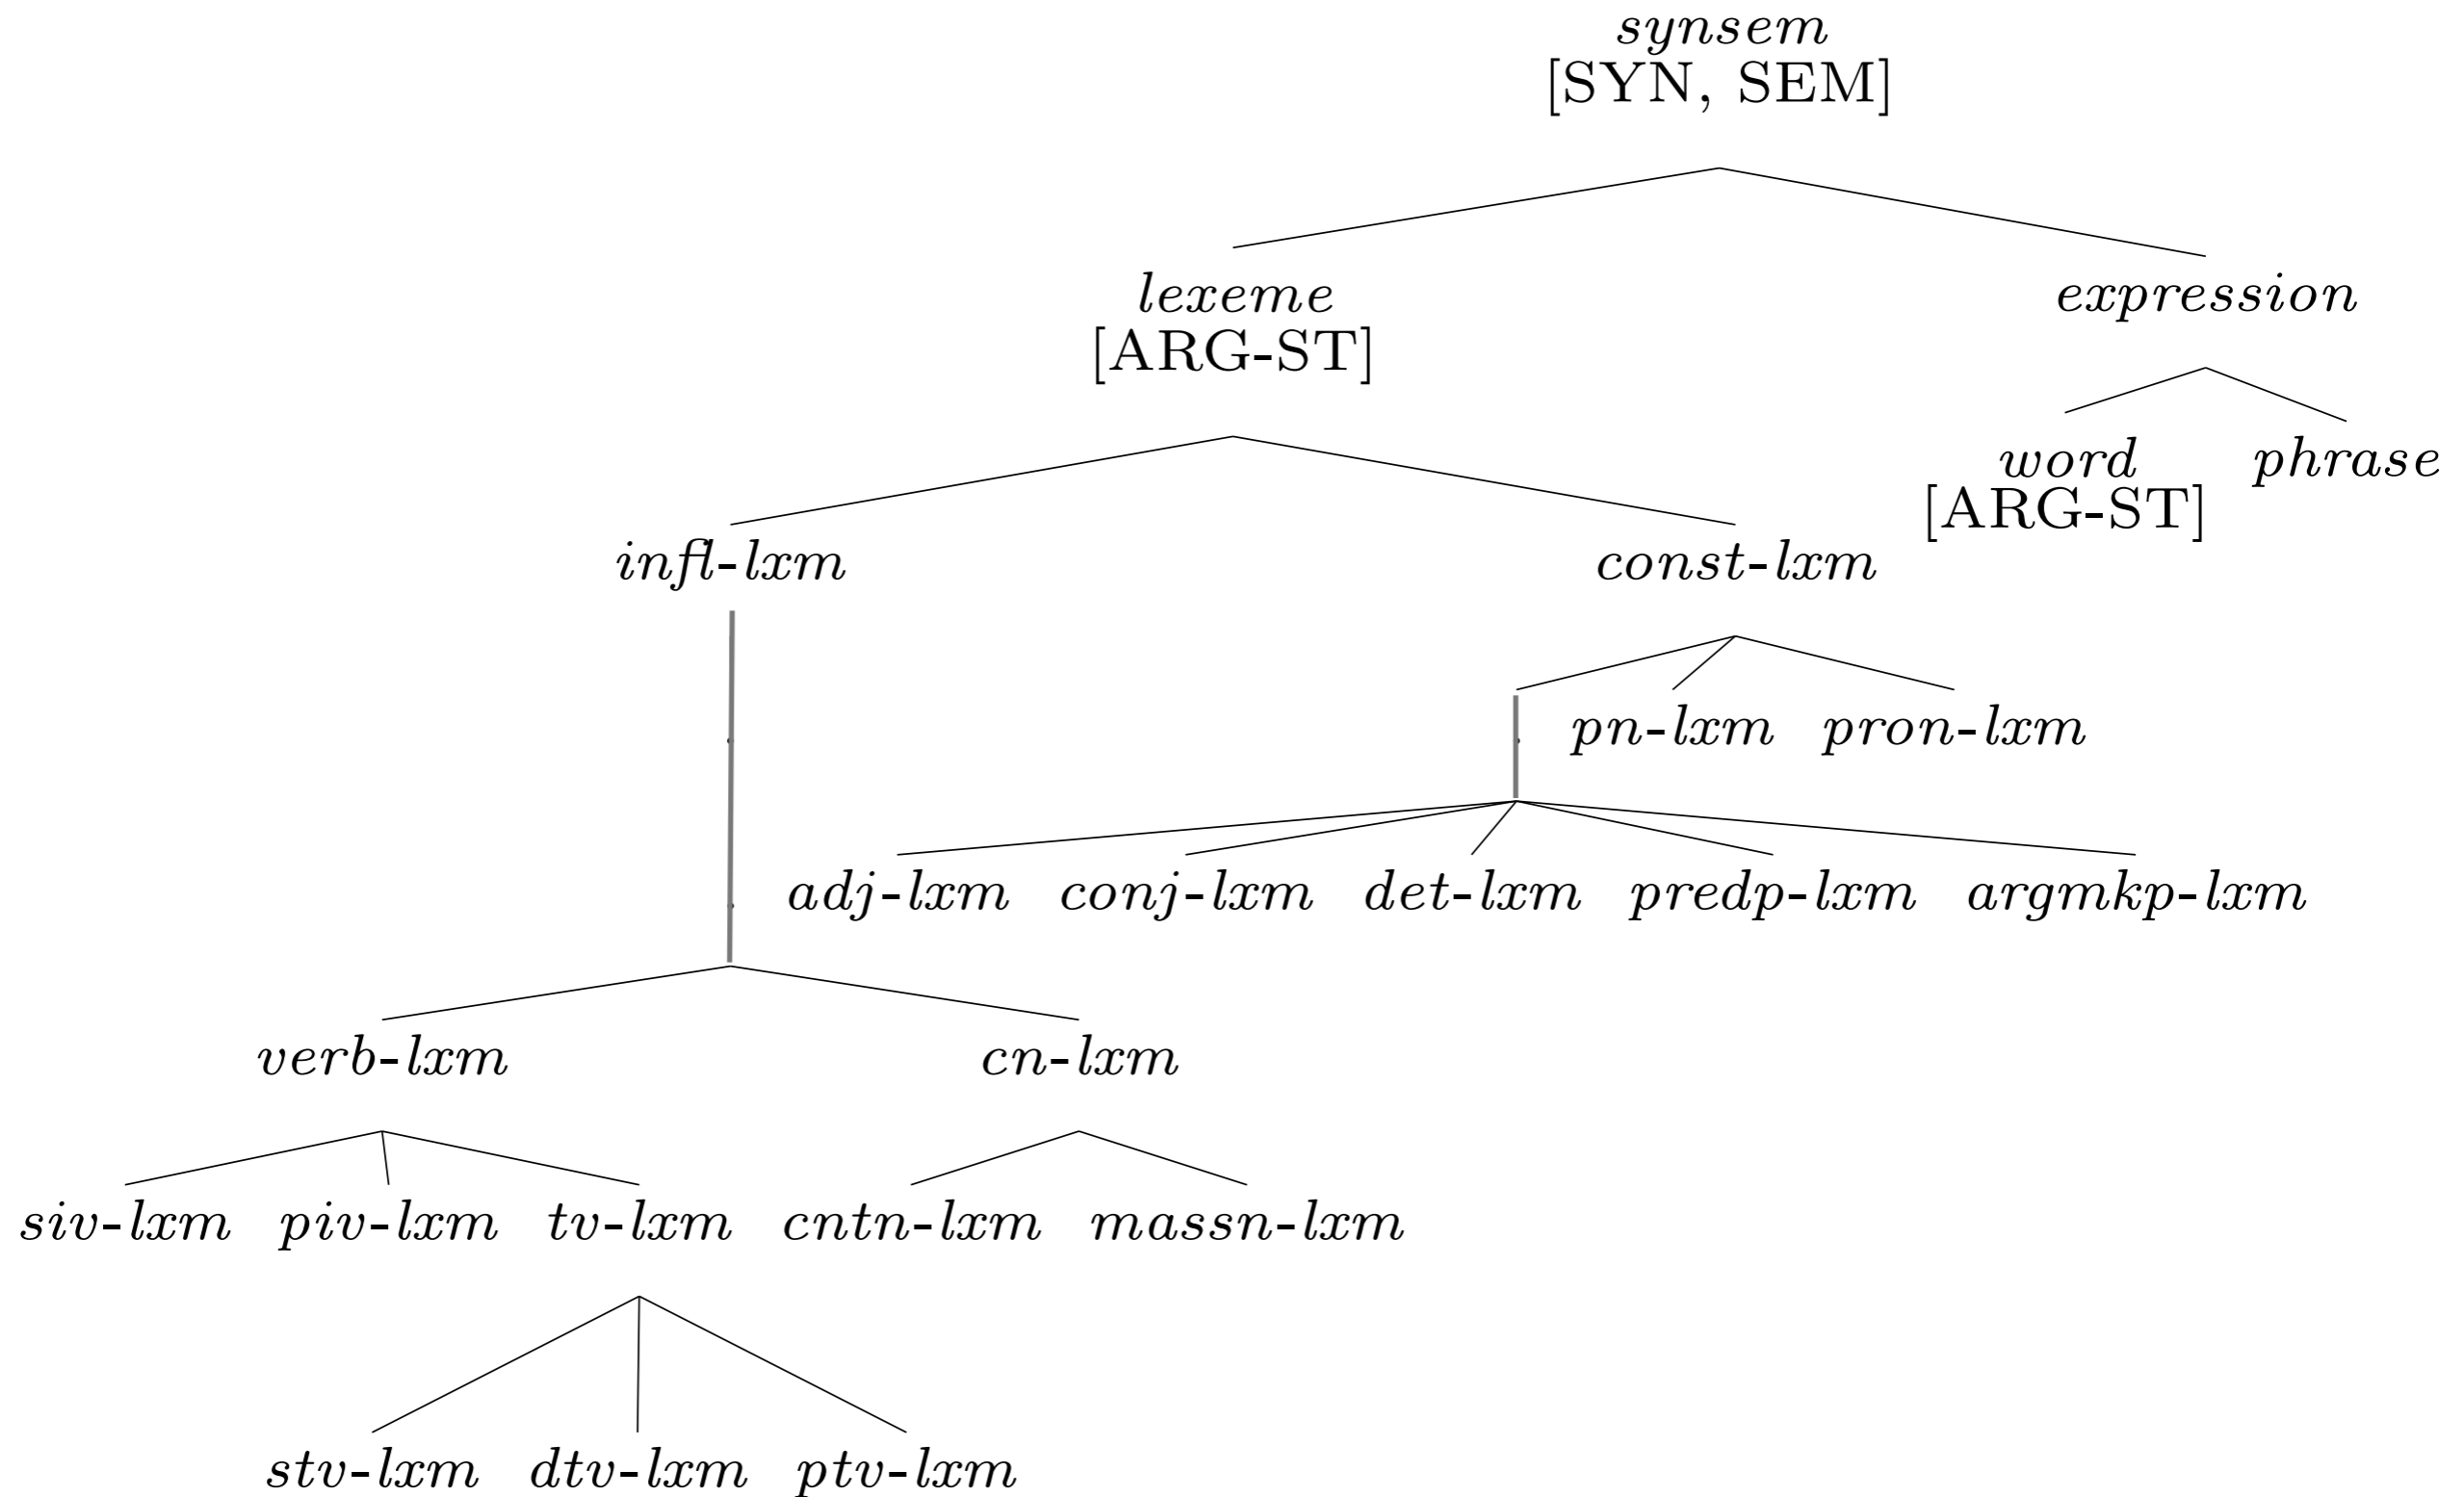 synsem
[SYN, SEM]
lexeme
[ARG-ST]
expression
word
[ARG-ST]
phrase
infl-lxm
const-lxm
pn-lxm
pron-lxm
adj-lxm
conj-lxm
det-lxm
predp-lxm
argmkp-lxm
verb-lxm
cn-lxm
siv-lxm
piv-lxm
tv-lxm
cntn-lxm
massn-lxm
stv-lxm
dtv-lxm
ptv-lxm